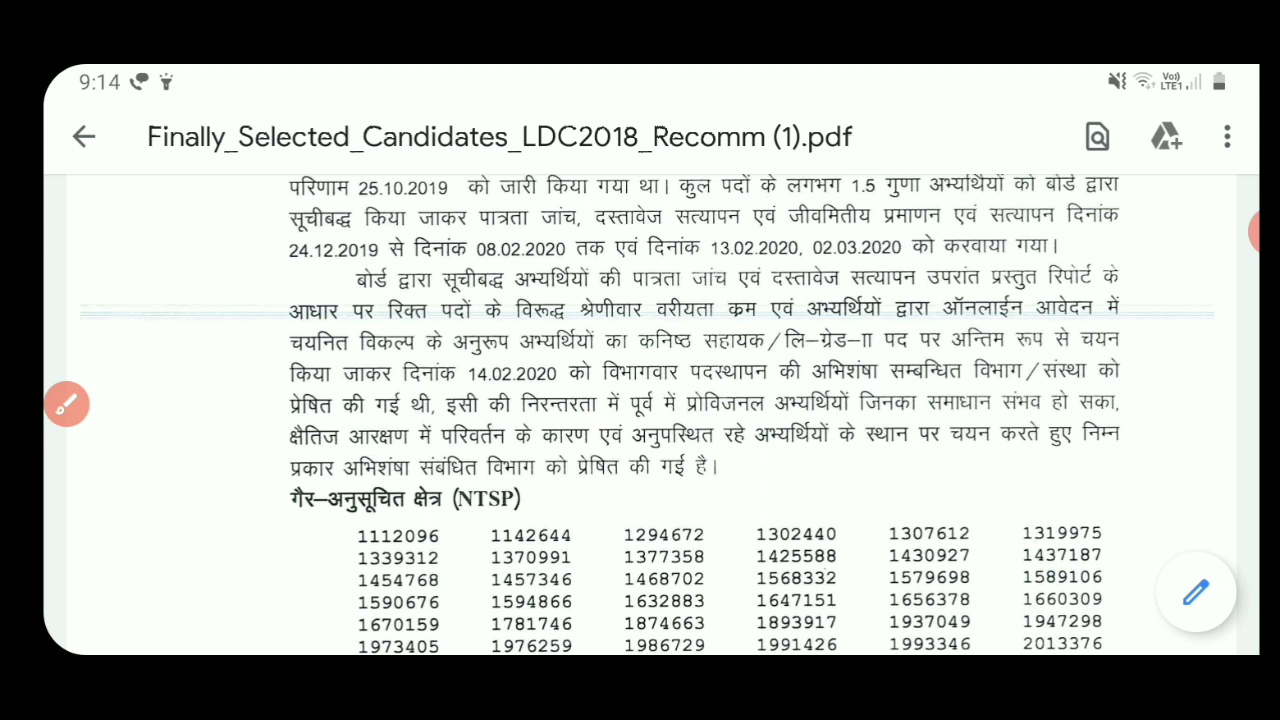 9:14
Vo)) LTE1
Finally_Selected_Candidates_LDC2018_Recomm (1).pdf
परिणाम 25.10.2019 को जारी किया गया था। कुल पदों के लगभग 1.5 गुणा अभ्यर्थियों को बोर्ड द्वारा
सूचीबद्ध किया जाकर पात्रता जांच, दस्तावेज सत्यापन एवं जीवमितीय प्रमाणन एवं सत्यापन दिनांक
24.12.2019 से दिनांक 08.02.2020 तक एवं दिनांक 13.02.2020, 02.03.2020 को करवाया गया।
बोर्ड द्वारा सूचीबद्ध अभ्यर्थियों की पात्रता जांच एवं दस्तावेज सत्यापन उपरांत प्रस्तुत रिपोर्ट के
आधार पर रिक्त पदों के विरूद्ध श्रेणीवार वरीयता क्रम एवं अभ्यर्थियों द्वारा ऑनलाईन आवेदन में
चयनित विकल्प के अनुरूप अभ्यर्थियों का कनिष्ठ सहायक/लि–ग्रेड–II पद पर अन्तिम रूप से चयन
किया जाकर दिनांक 14.02.2020 को विभागवार पदस्थापन की अभिशंषा सम्बन्धित विभाग/संस्था को
प्रेषित की गई थी, इसी की निरन्तरता में पूर्व में प्रोविजनल अभ्यर्थियों जिनका समाधान संभव हो सका,
क्षैतिज आरक्षण में परिवर्तन के कारण एवं अनुपस्थित रहे अभ्यर्थियों के स्थान पर चयन करते हुए निम्न
प्रकार अभिशंषा संबंधित विभाग को प्रेषित की गई है।
गैर–अनुसूचित क्षेत्र (NTSP)
1112096 1142644 1294672 1302440 1307612 1319975
1339312 1370991 1377358 1425588 1430927 1437187
1454768 1457346 1468702 1568332 1579698 1589106
1590676 1594866 1632883 1647151 1656378 1660309
1670159 1781746 1874663 1893917 1937049 1947298
1973405 1976259 1986729 1991426 1993346 2013376